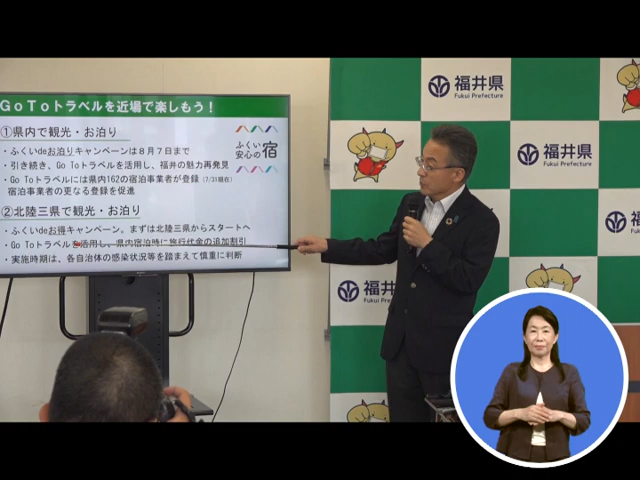 GoToトラベルを近場で楽しもう！
①県内で観光・お泊り
・ふくいdeお泊りキャンペーンは８月７日まで
・引き続き、Go Toトラベルを活用し、福井の魅力再発見
・Go Toトラベルには県内162の宿泊事業者が登録（7/31現在）
宿泊事業者の更なる登録を促進
ふくい
安心の
宿
②北陸三県で観光・お泊り
・ふくいdeお得キャンペーン。まずは北陸三県からスタートへ
・Go Toトラベルを活用し、県内宿泊時に旅行代金の追加割引
・実施時期は、各自治体の感染状況等を踏まえて慎重に判断
福井県
Fukui Prefecture
福井県
Fukui Prefecture
福井県
Fukui Prefecture
福井県
Fukui Prefecture